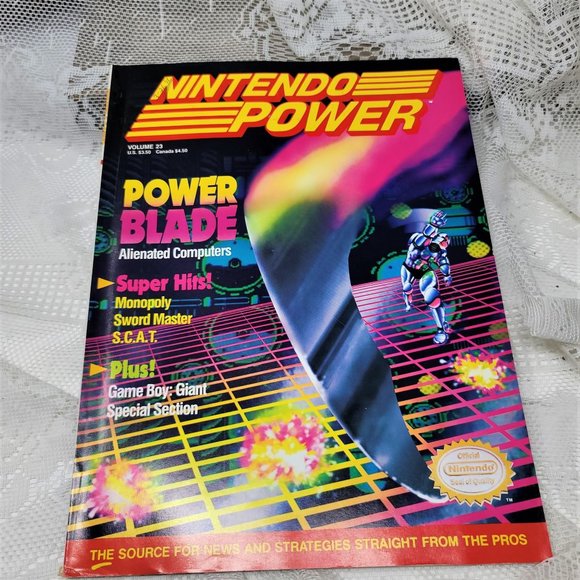 NINTENDO
POWER
TM
VOLUME 23
U.S. $3.50 Canada $4.50
POWER
BLADE
Alienated Computers
Super Hits!
Monopoly
Sword Master
S.C.A.T.
Plus!
Game Boy: Giant
Special Section
Official
Nintendo
Seal of Quality
TM
THE SOURCE FOR NEWS AND STRATEGIES STRAIGHT FROM THE PROS